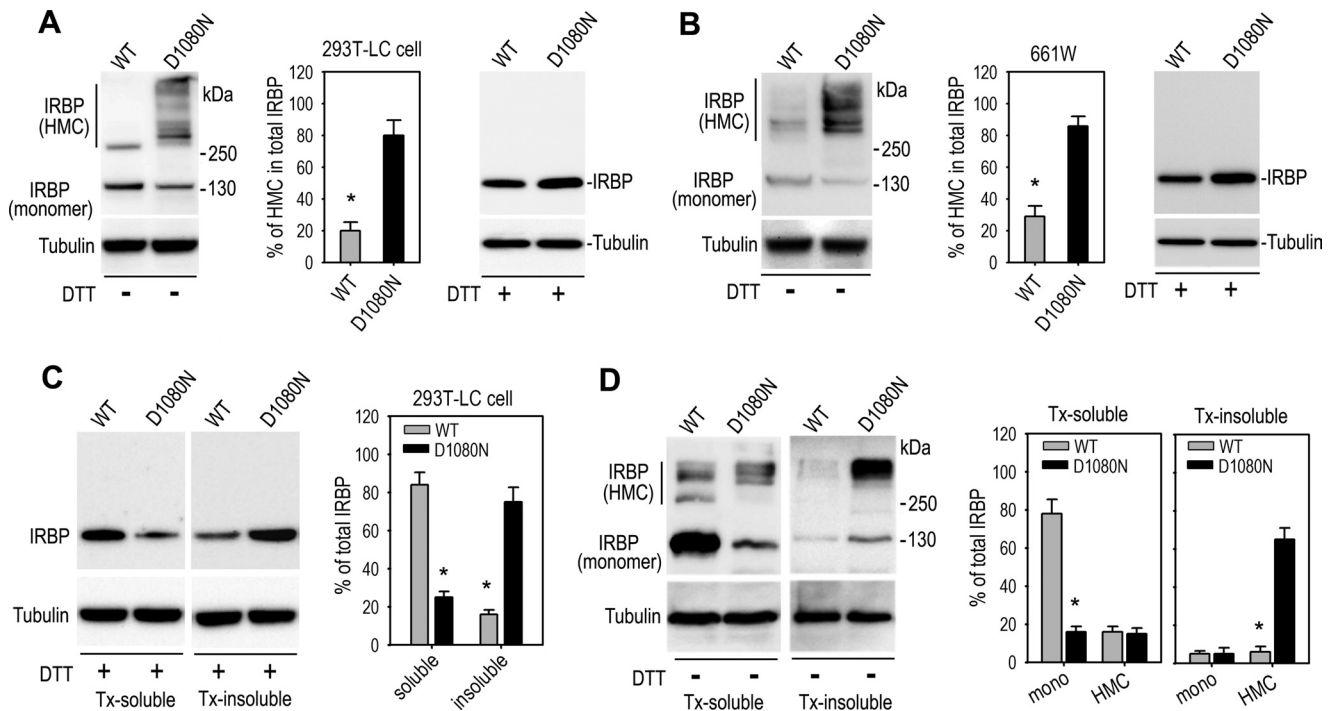 A
WT
D1080N
IRBP
(HMC)
kDa
-250
-130
IRBP
(monomer)
Tubulin
DTT
-
-
293T-LC cell
% of HMC in total IRBP
120
100
80
60
40
20
0
*
WT
D1080N
WT
D1080N
-IRBP
-Tubulin
+
+
DTT
B
WT
D1080N
IRBP
(HMC)
kDa
250
-130
IRBP
(monomer)
Tubulin
DTT
-
-
661W
% of HMC in total IRBP
120
100
80
60
40
20
0
*
WT
D1080N
WT
D1080N
-IRBP
-Tubulin
DTT
+
+
C
WT
D1080N
WT
D1080N
IRBP
Tubulin
DTT
+
+
+
+
Tx-soluble
Tx-insoluble
293T-LC cell
% of total IRBP
120
100
80
60
40
20
0
WT
D1080N
*
*
soluble
insoluble
D
WT
D1080N
WT
D1080N
IRBP
(HMC)
kDa
- 250
- 130
IRBP
(monomer)
Tubulin
DTT
-
-
-
-
Tx-soluble
Tx-insoluble
% of total IRBP
120
100
80
60
40
20
0
Tx-soluble
WT
D1080N
*
mono
HMC
Tx-insoluble
WT
D1080N
*
mono
HMC